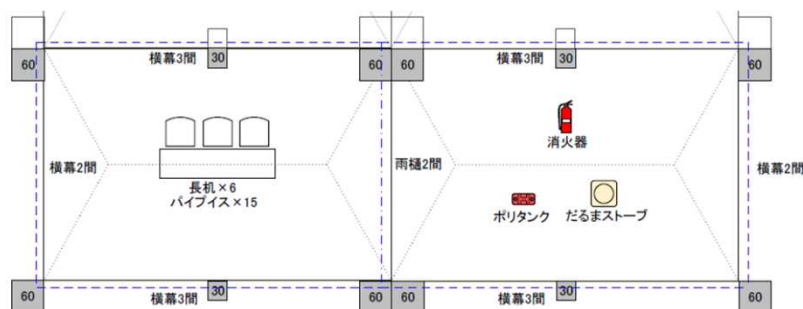 横幕3間
横幕3間
60
30
60
60
30
60
消火器
横幕2間
雨樋2間
横幕2間
長机×6
パイプイス×15
ポリタンク
だるまストーブ
60
30
60
60
30
60
横幕3間
横幕3間